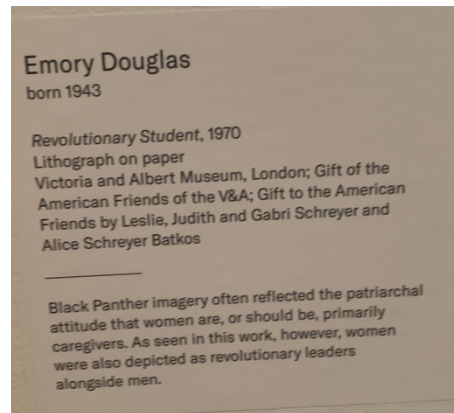 Emory Douglas
born 1943
Revolutionary Student, 1970
Lithograph on paper
Victoria and Albert Museum, London; Gift of the
American Friends of the V&A; Gift to the American
Friends by Leslie, Judith and Gabri Schreyer and
Alice Schreyer Batkos
Black Panther imagery often reflected the patriarchal
attitude that women are, or should be, primarily
caregivers. As seen in this work, however, women
were also depicted as revolutionary leaders
alongside men.